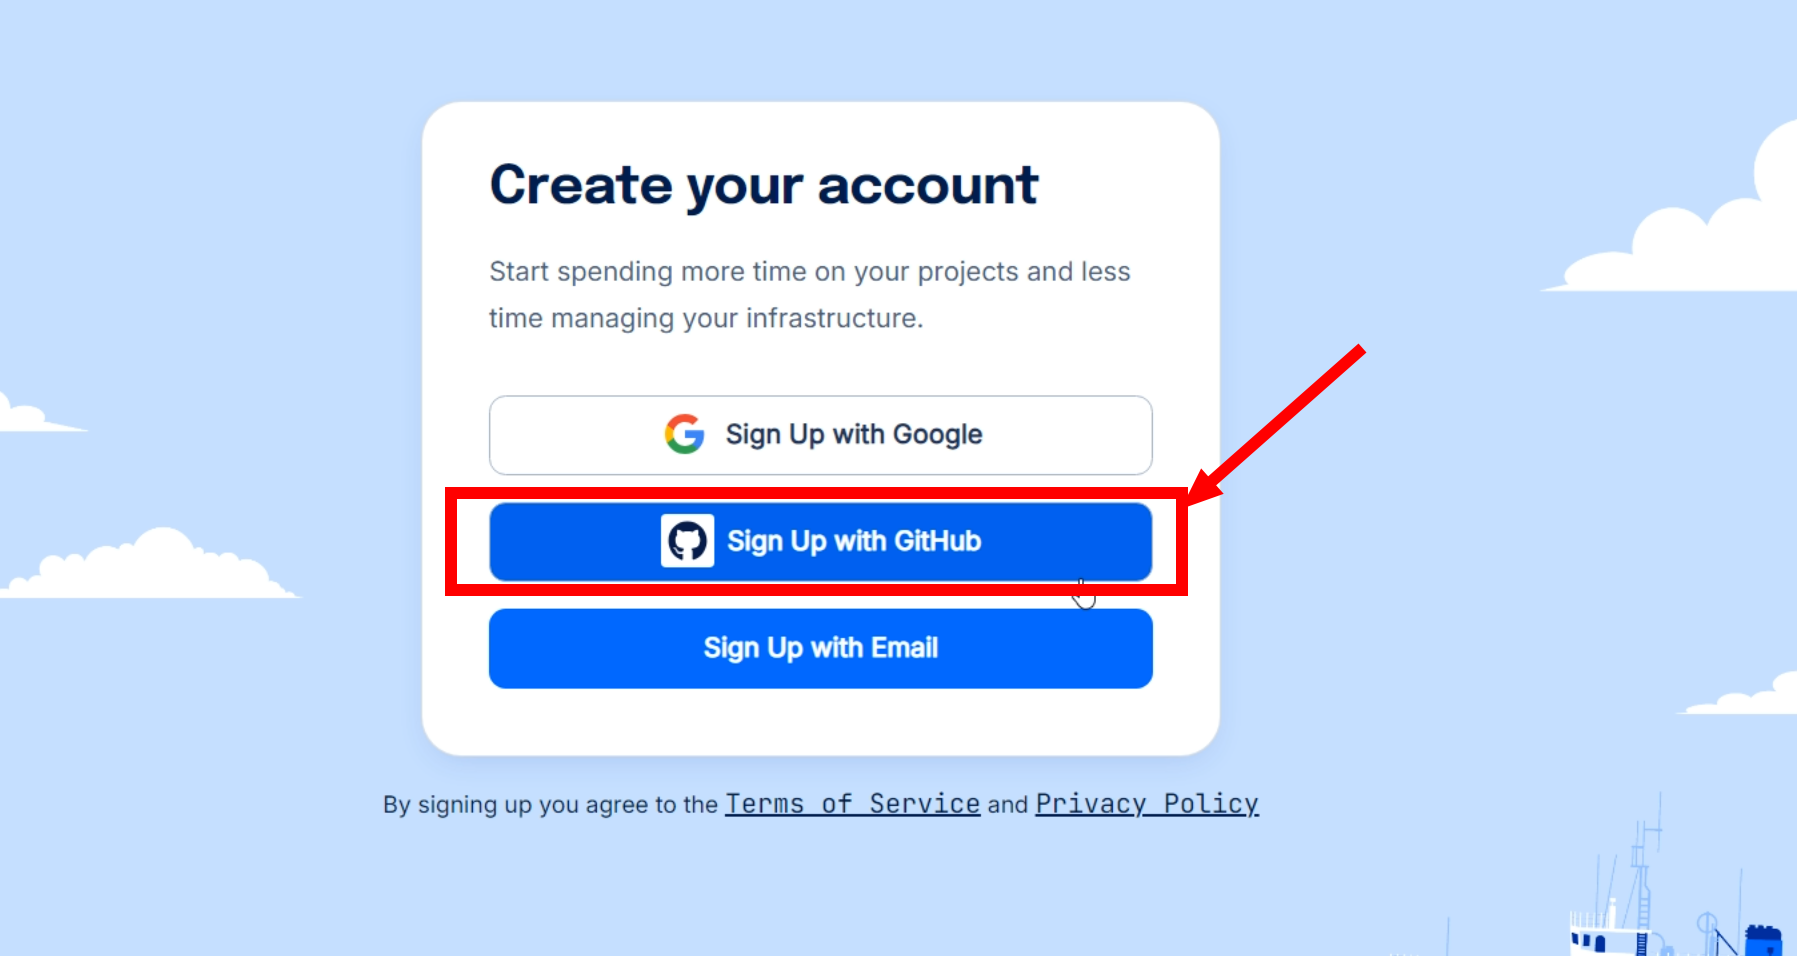 Create your account
Start spending more time on your projects and less
time managing your infrastructure.
Sign Up with Google
Sign Up with GitHub
Sign Up with Email
By signing up you agree to the Terms of Service and Privacy Policy